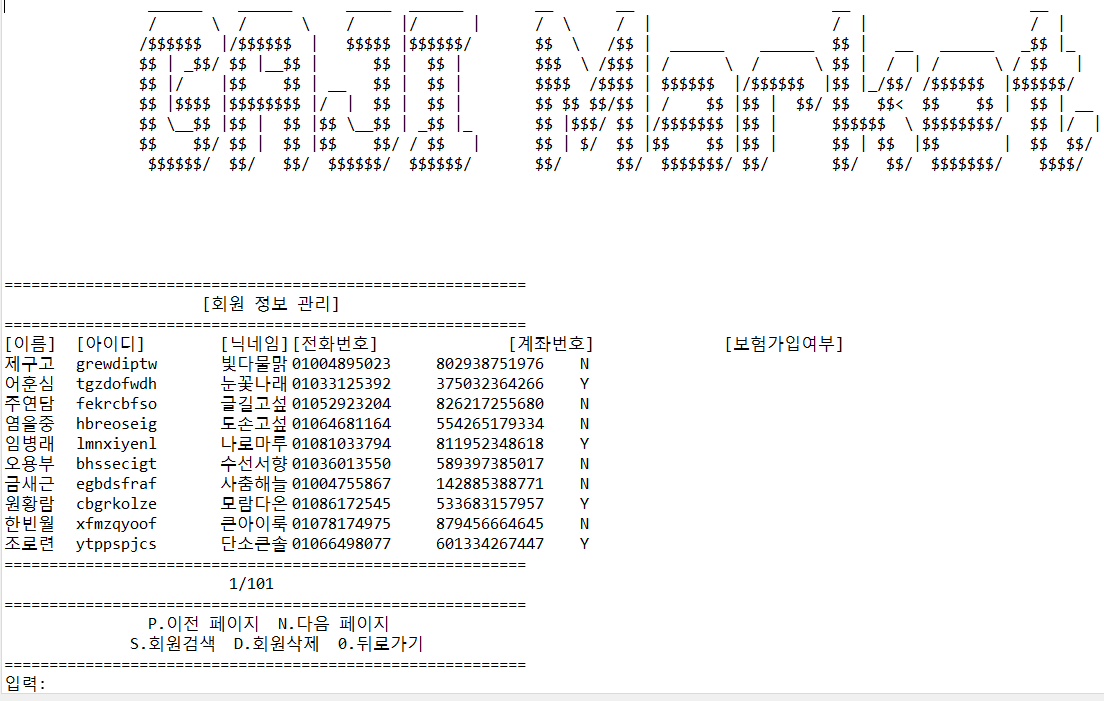 GAJI Market
=========================================================
[회원 정보 관리]
=========================================================
[이름] [아이디] [닉네임] [전화번호] [계좌번호] [보험가입여부]
제구고 grewdiptw 빛다물맑 01004895023 802938751976 N
어훈심 tgzdofwdh 눈꽃나래 01033125392 375032364266 Y
주연담 fekrcbfso 글길고섶 01052923204 826217255680 N
염을중 hbreoseig 도손고섶 01064681164 554265179334 N
임병래 lmnxiyenl 나로마루 01081033794 811952348618 Y
오용부 bhssecigt 수선서향 01036013550 589397385017 N
금새근 egbdsfraf 사춤해늘 01004755867 142885388771 N
원황람 cbgrkolze 모람다온 01086172545 533683157957 Y
한빈월 xfmzqyoof 큰아이룩 01078174975 879456664645 N
조로련 ytppspjcs 단소큰솔 01066498077 601334267447 Y
=========================================================
1/101
=========================================================
P.이전 페이지 N.다음 페이지
S.회원검색 D.회원삭제 0.뒤로가기
=========================================================
입력: